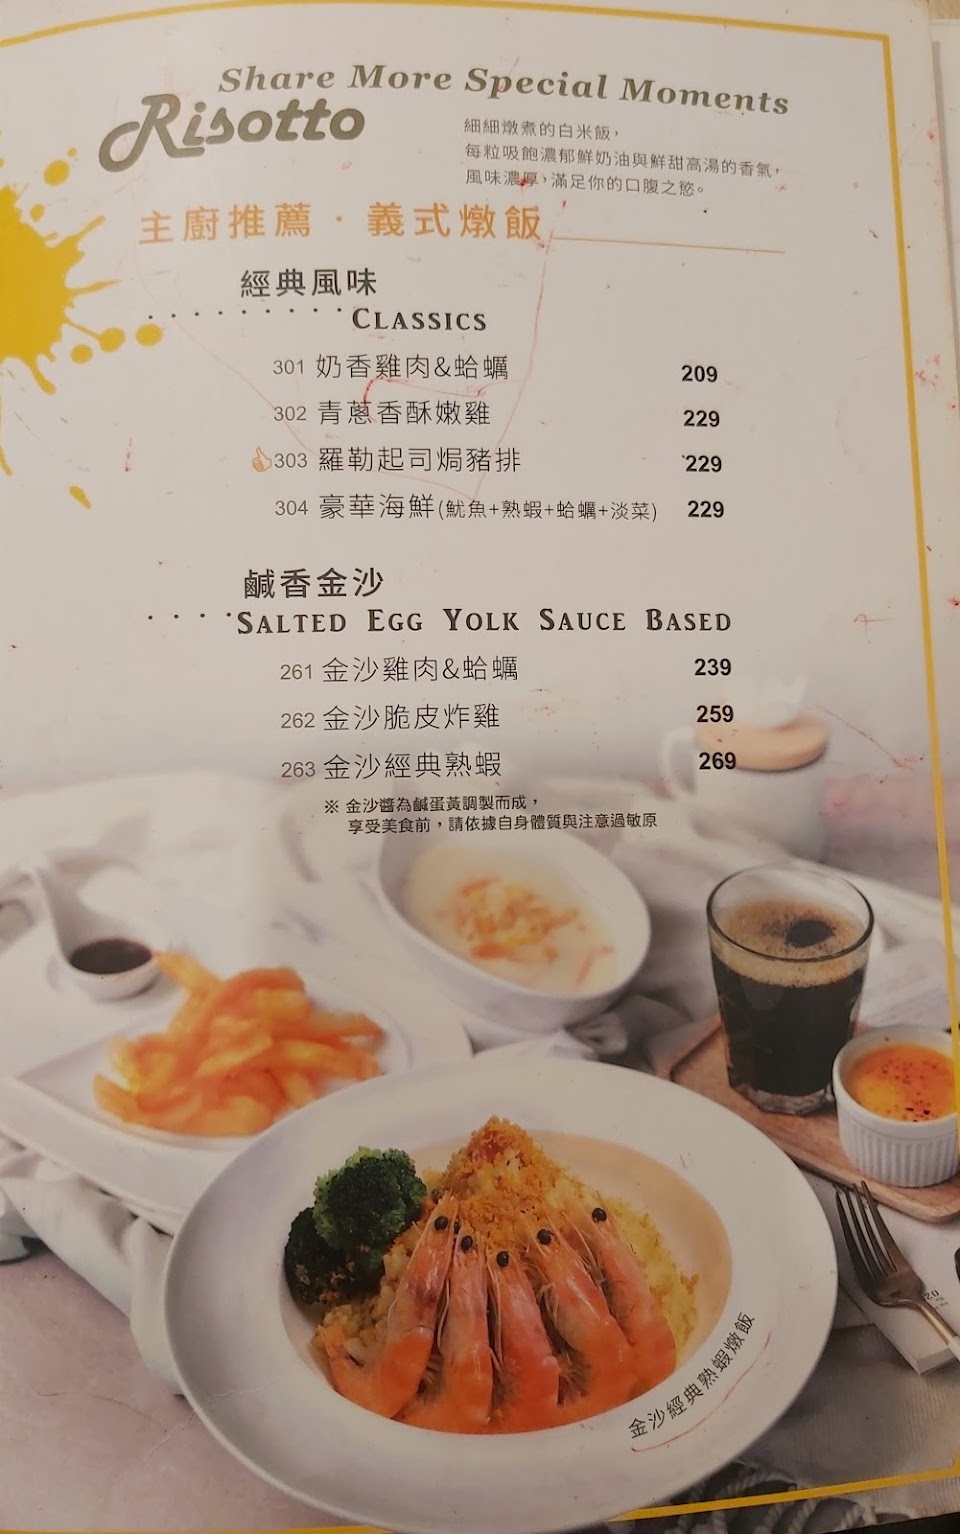 Share More Special Moments
Risotto
細細燉煮的白米飯，
每粒吸飽濃郁鮮奶油與鮮甜高湯的香氣，
風味濃厚，滿足你的口腹之慾。
主廚推薦・義式燉飯
經典風味
CLASSICS
301 奶香雞肉&蛤蠣 209
302 青蔥香酥嫩雞 229
303 羅勒起司焗豬排 229
304 豪華海鮮(魷魚+熟蝦+蛤蠣+淡菜) 229
鹹香金沙
SALTED EGG YOLK SAUCE BASED
261 金沙雞肉&蛤蠣 239
262 金沙脆皮炸雞 259
263 金沙經典熟蝦 269
※ 金沙醬為鹹蛋黃調製而成，
享受美食前，請依據自身體質與注意過敏原
金沙經典熟蝦燉飯